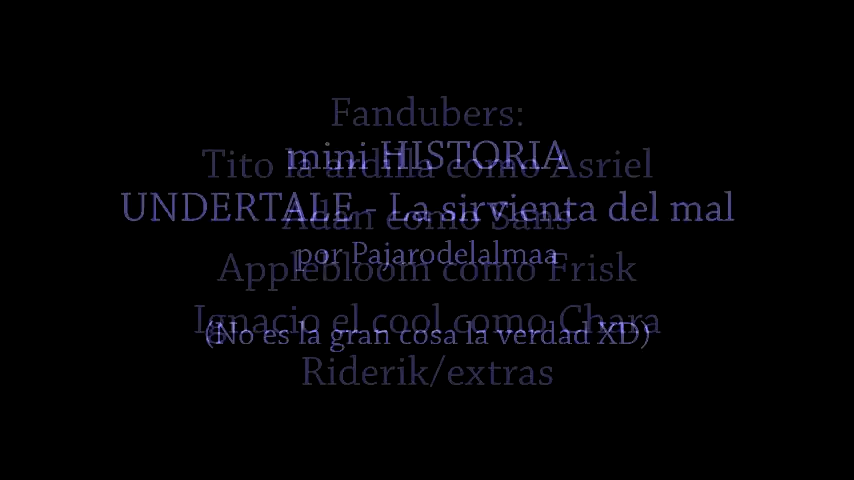 Fandubers:
mini HISTORIA
Tito la ardilla como Asriel
UNDERTALE - La sirvienta del mal
Adan como Sans
por Pajarodelalmaa
Applebloom como Frisk
Ignacio el cool como Chara
(No es la gran cosa la verdad XD)
Riderik/extras